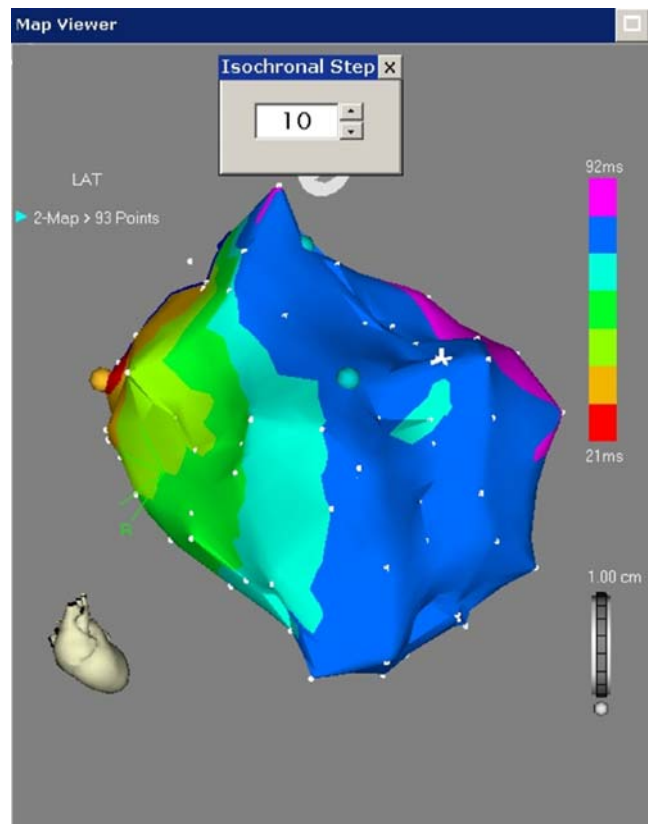 Map Viewer
Isochronal Step
10
LAT
2-Map > 93 Points
92ms
21ms
1.00 cm
R